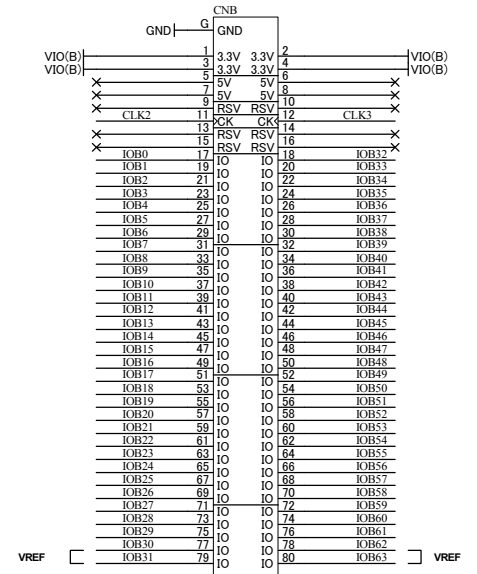 CNB
GND G GND
VIO(B) 1 3.3V 3.3V 2 VIO(B)
VIO(B) 3 3.3V 3.3V 4 VIO(B)
5 5V 5V 6
7 5V 5V 8
9 RSV RSV 10
CLK2 11 CK CK 12 CLK3
13 RSV RSV 14
15 RSV RSV 16
IOB0 17 IO IO 18 IOB32
IOB1 19 IO IO 20 IOB33
IOB2 21 IO IO 22 IOB34
IOB3 23 IO IO 24 IOB35
IOB4 25 IO IO 26 IOB36
IOB5 27 IO IO 28 IOB37
IOB6 29 IO IO 30 IOB38
IOB7 31 IO IO 32 IOB39
IOB8 33 IO IO 34 IOB40
IOB9 35 IO IO 36 IOB41
IOB10 37 IO IO 38 IOB42
IOB11 39 IO IO 40 IOB43
IOB12 41 IO IO 42 IOB44
IOB13 43 IO IO 44 IOB45
IOB14 45 IO IO 46 IOB46
IOB15 47 IO IO 48 IOB47
IOB16 49 IO IO 50 IOB48
IOB17 51 IO IO 52 IOB49
IOB18 53 IO IO 54 IOB50
IOB19 55 IO IO 56 IOB51
IOB20 57 IO IO 58 IOB52
IOB21 59 IO IO 60 IOB53
IOB22 61 IO IO 62 IOB54
IOB23 63 IO IO 64 IOB55
IOB24 65 IO IO 66 IOB56
IOB25 67 IO IO 68 IOB57
IOB26 69 IO IO 70 IOB58
IOB27 71 IO IO 72 IOB59
IOB28 73 IO IO 74 IOB60
IOB29 75 IO IO 76 IOB61
IOB30 77 IO IO 78 IOB62
VREF IOB31 79 IO IO 80 IOB63 VREF